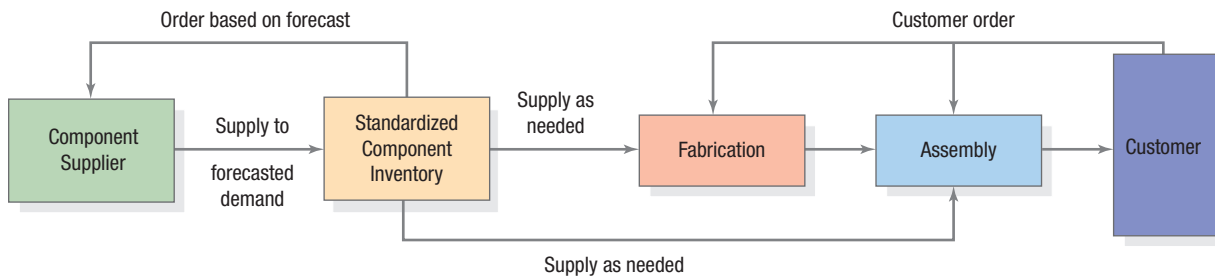 Order based on forecast
Customer order
Component
Supplier
Supply to
forecasted
demand
Standardized
Component
Inventory
Supply as
needed
Fabrication
Assembly
Customer
Supply as needed